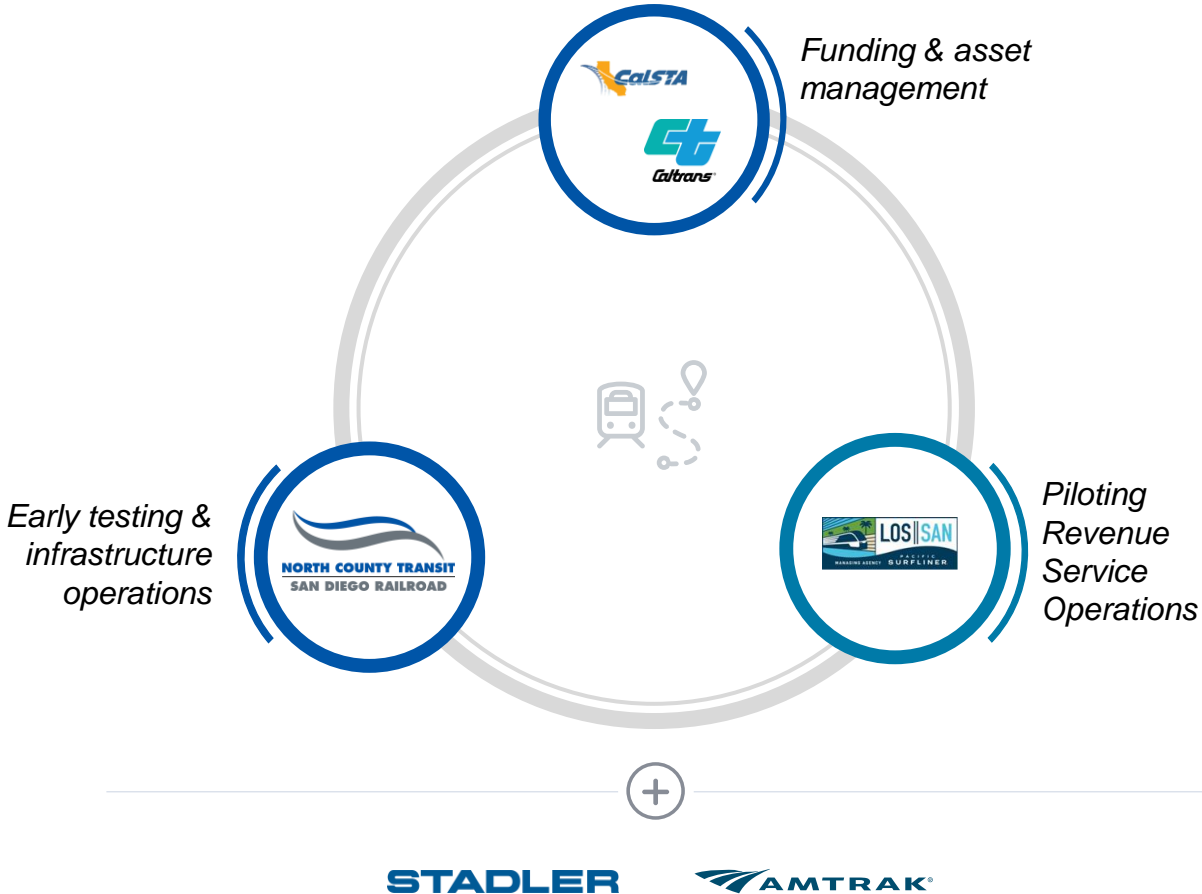 Funding & asset
management
CalSTA
Ct
Caltrans
Early testing &
infrastructure
operations
NORTH COUNTY TRANSIT
SAN DIEGO RAILROAD
LOS SAN
PACIFIC
MANAGING AGENCY SURFLINER
Piloting
Revenue
Service
Operations
STADLER
AMTRAK®